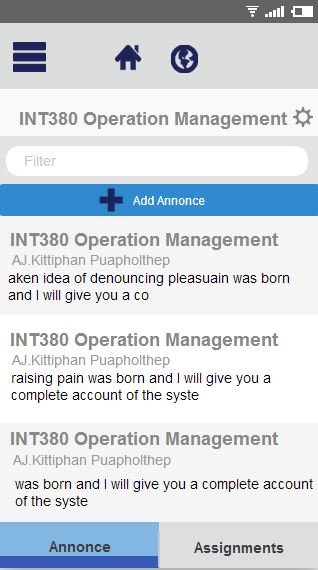 INT380 Operation Management
Filter
Add Annonce
INT380 Operation Management
AJ.Kittiphan Puapholthep
aken idea of denouncing pleasuain was born
and I will give you a co
INT380 Operation Management
AJ.Kittiphan Puapholthep
raising pain was born and I will give you a
complete account of the syste
INT380 Operation Management
AJ.Kittiphan Puapholthep
was born and I will give you a complete account
of the syste
Annonce
Assignments